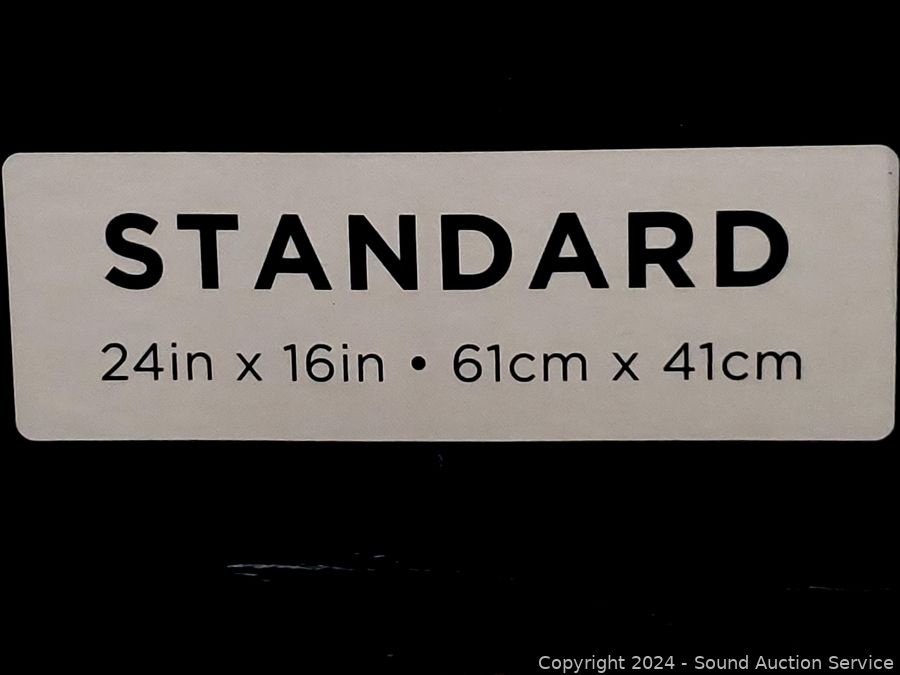 STANDARD
24in x 16in • 61cm x 41cm
Copyright 2024 - Sound Auction Service